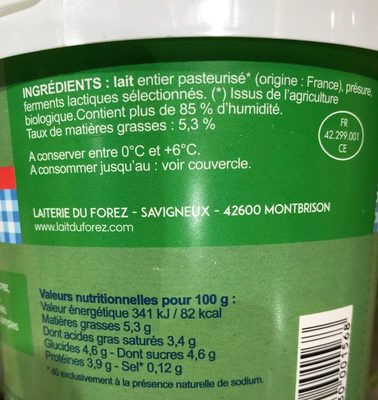 INGRÉDIENTS : lait entier pasteurisé* (origine : France), présure,
ferments lactiques sélectionnés. (*) Issus de l'agriculture
biologique.Contient plus de 85 % d'humidité.
Taux de matières grasses : 5,3 %
A conserver entre 0°C et +6°C.
A consommer jusqu'au : voir couvercle.
FR
42.299.001
CE
LAITERIE DU FOREZ - SAVIGNEUX - 42600 MONTBRISON
www.laitduforez.com
Valeurs nutritionnelles pour 100 g :
Valeur énergétique 341 kJ / 82 kcal
Matières grasses 5,3 g
Dont acides gras saturés 3,4 g
Glucides 4,6 g - Dont sucres 4,6 g
Protéines 3,9 g - Sel* 0,12 g
* dû exclusivement à la présence naturelle de sodium.